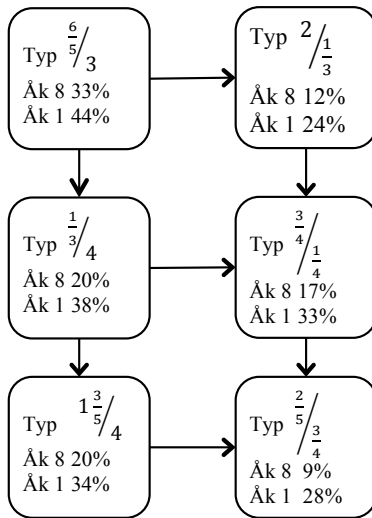 Typ 6/5 / 3
Åk 8 33%
Åk 1 44%
Typ 2 / 1/3
Åk 8 12%
Åk 1 24%
Typ 1/3 / 4
Åk 8 20%
Åk 1 38%
Typ 3/4 / 1/4
Åk 8 17%
Åk 1 33%
Typ 1 3/5 / 4
Åk 8 20%
Åk 1 34%
Typ 2/5 / 3/4
Åk 8 9%
Åk 1 28%